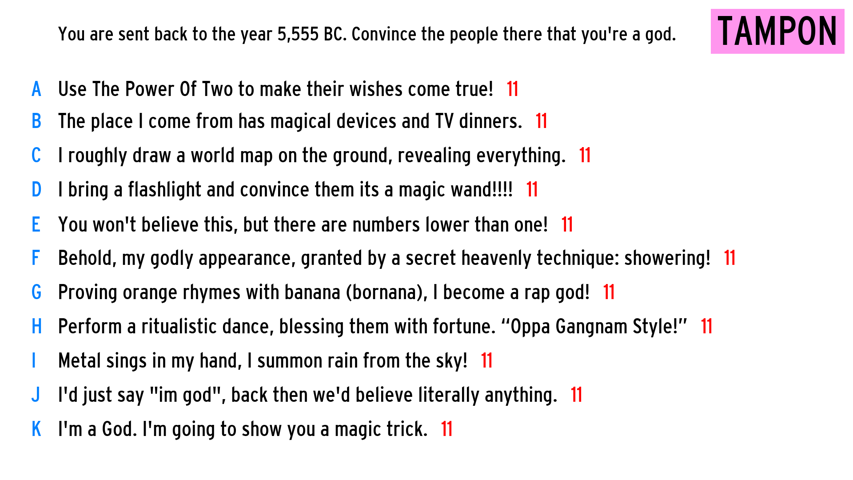 You are sent back to the year 5,555 BC. Convince the people there that you're a god.
TAMPON
A Use The Power Of Two to make their wishes come true! 11
B The place I come from has magical devices and TV dinners. 11
C I roughly draw a world map on the ground, revealing everything. 11
D I bring a flashlight and convince them its a magic wand!!!! 11
E You won't believe this, but there are numbers lower than one! 11
F Behold, my godly appearance, granted by a secret heavenly technique: showering! 11
G Proving orange rhymes with banana (bornana), I become a rap god! 11
H Perform a ritualistic dance, blessing them with fortune. “Oppa Gangnam Style!” 11
I Metal sings in my hand, I summon rain from the sky! 11
J I'd just say "im god", back then we'd believe literally anything. 11
K I'm a God. I'm going to show you a magic trick. 11